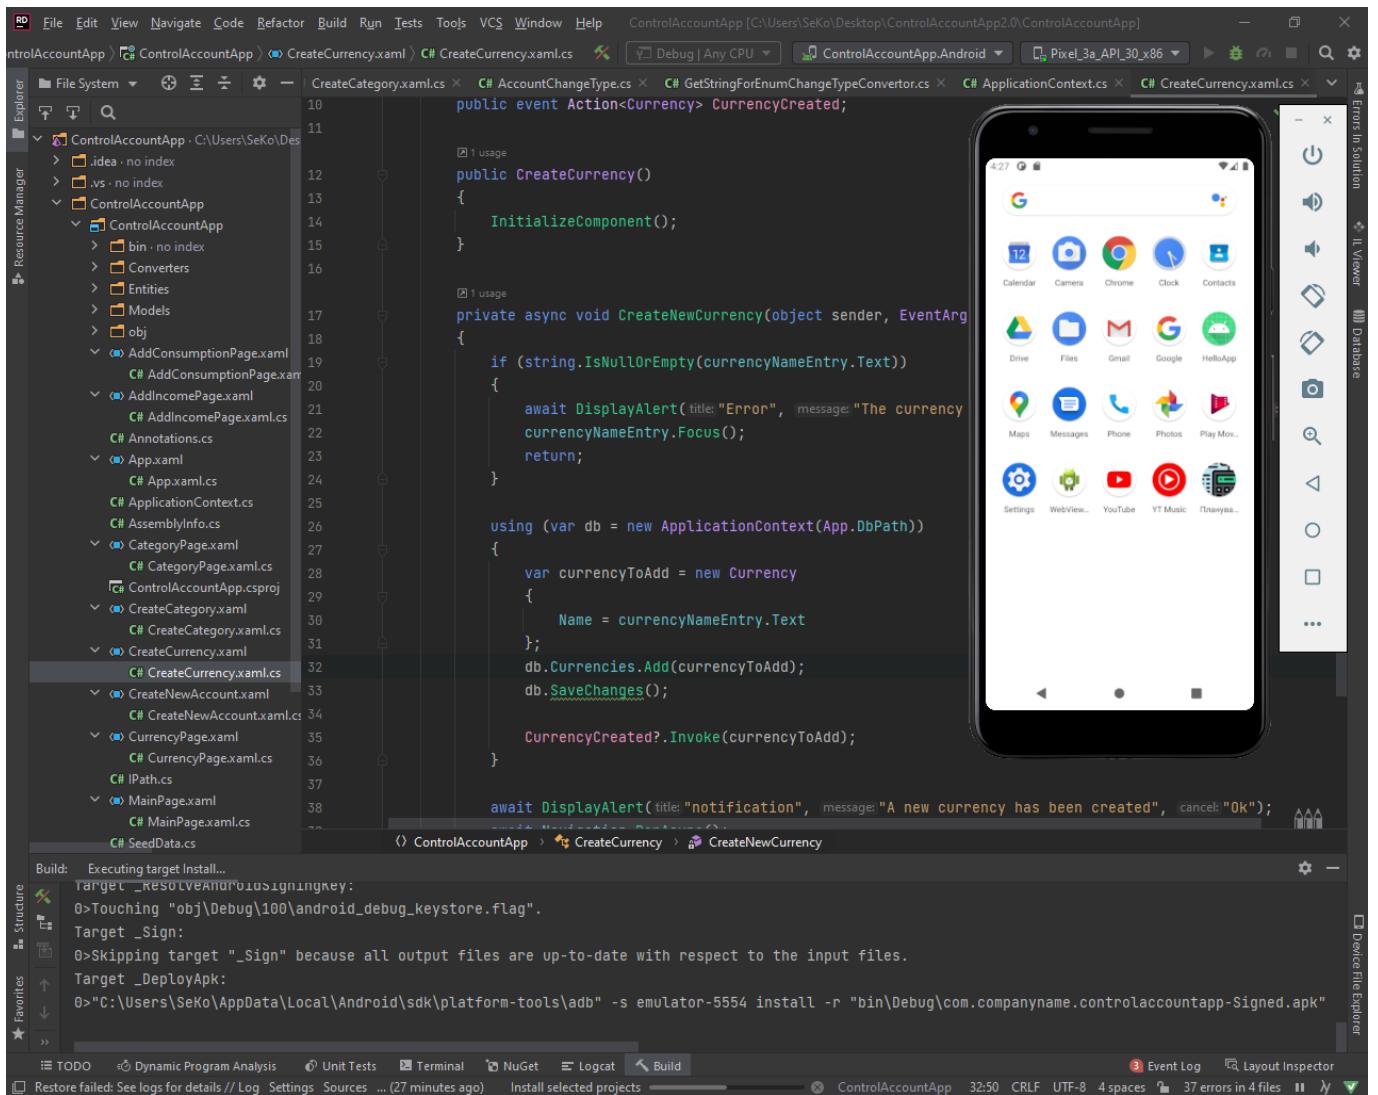 File Edit View Navigate Code Refactor Build Run Tests Tools VCS Window Help ControlAccountApp [C:\Users\SeKo\Desktop\ControlAccountApp2.0\ControlAccountApp]
ntrolAccountApp ControlAccountApp CreateCurrency.xaml C# CreateCurrency.xaml.cs Debug | Any CPU ControlAccountApp.Android Pixel_3a_API_30_x86
File System CreateCategory.xaml.cs C# AccountChangeType.cs C# GetStringForEnumChangeTypeConvertor.cs C# ApplicationContext.cs C# CreateCurrency.xaml.cs
Explorer
Resource Manager
Structure
Favorites
ControlAccountApp · C:\Users\SeKo\Des
.idea · no index
.vs · no index
ControlAccountApp
ControlAccountApp
bin · no index
Converters
Entities
Models
obj
AddConsumptionPage.xaml
C# AddConsumptionPage.xam
AddIncomePage.xaml
C# AddIncomePage.xaml.cs
C# Annotations.cs
App.xaml
C# App.xaml.cs
C# ApplicationContext.cs
C# AssemblyInfo.cs
CategoryPage.xaml
C# CategoryPage.xaml.cs
C# ControlAccountApp.csproj
CreateCategory.xaml
C# CreateCategory.xaml.cs
CreateCurrency.xaml
C# CreateCurrency.xaml.cs
CreateNewAccount.xaml
C# CreateNewAccount.xaml.cs
CurrencyPage.xaml
C# CurrencyPage.xaml.cs
C# IPath.cs
MainPage.xaml
C# MainPage.xaml.cs
C# SeedData.cs
10 public event Action<Currency> CurrencyCreated;
11
1 usage
12 public CreateCurrency()
13 {
14 InitializeComponent();
15 }
16
1 usage
17 private async void CreateNewCurrency(object sender, EventArg
18 {
19 if (string.IsNullOrEmpty(currencyNameEntry.Text))
20 {
21 await DisplayAlert( title: "Error", message: "The currency
22 currencyNameEntry.Focus();
23 return;
24 }
25
26 using (var db = new ApplicationContext(App.DbPath))
27 {
28 var currencyToAdd = new Currency
29 {
30 Name = currencyNameEntry.Text
31 };
32 db.Currencies.Add(currencyToAdd);
33 db.SaveChanges();
34
35 CurrencyCreated?.Invoke(currencyToAdd);
36 }
37
38 await DisplayAlert( title: "notification", message: "A new currency has been created", cancel: "Ok");
39 await Navigation.PopAsync();
ControlAccountApp CreateCurrency CreateNewCurrency
4:27
G
12
Calendar Camera Chrome Clock Contacts
Drive Files Gmail Google HelloApp
Maps Messages Phone Photos Play Mov...
Settings WebView... YouTube YT Music Планува...
Errors In Solution
IL Viewer
Database
Device File Explorer
Build: Executing target Install...
Target _ResolveAndroidSigningKey:
0>Touching "obj\Debug\100\android_debug_keystore.flag".
Target _Sign:
0>Skipping target "_Sign" because all output files are up-to-date with respect to the input files.
Target _DeployApk:
0>"C:\Users\SeKo\AppData\Local\Android\sdk\platform-tools\adb" -s emulator-5554 install -r "bin\Debug\com.companyname.controlaccountapp-Signed.apk"
TODO Dynamic Program Analysis Unit Tests Terminal NuGet Logcat Build 3 Event Log Layout Inspector
Restore failed: See logs for details // Log Settings Sources ... (27 minutes ago) Install selected projects ControlAccountApp 32:50 CRLF UTF-8 4 spaces 37 errors in 4 files